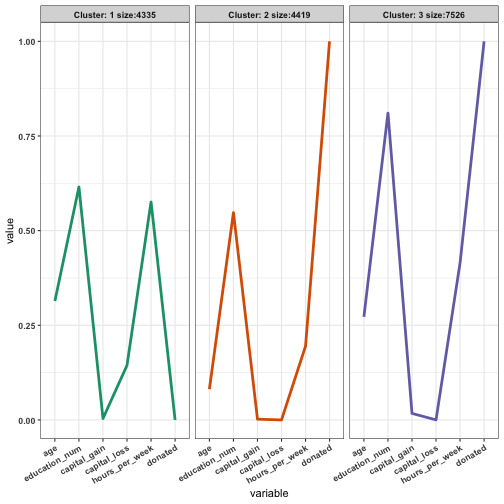 Cluster: 1 size:4335
Cluster: 2 size:4419
Cluster: 3 size:7526
value
1.00
0.75
0.50
0.25
0.00
age
education_num
capital_gain
capital_loss
hours_per_week
donated
age
education_num
capital_gain
capital_loss
hours_per_week
donated
age
education_num
capital_gain
capital_loss
hours_per_week
donated
variable